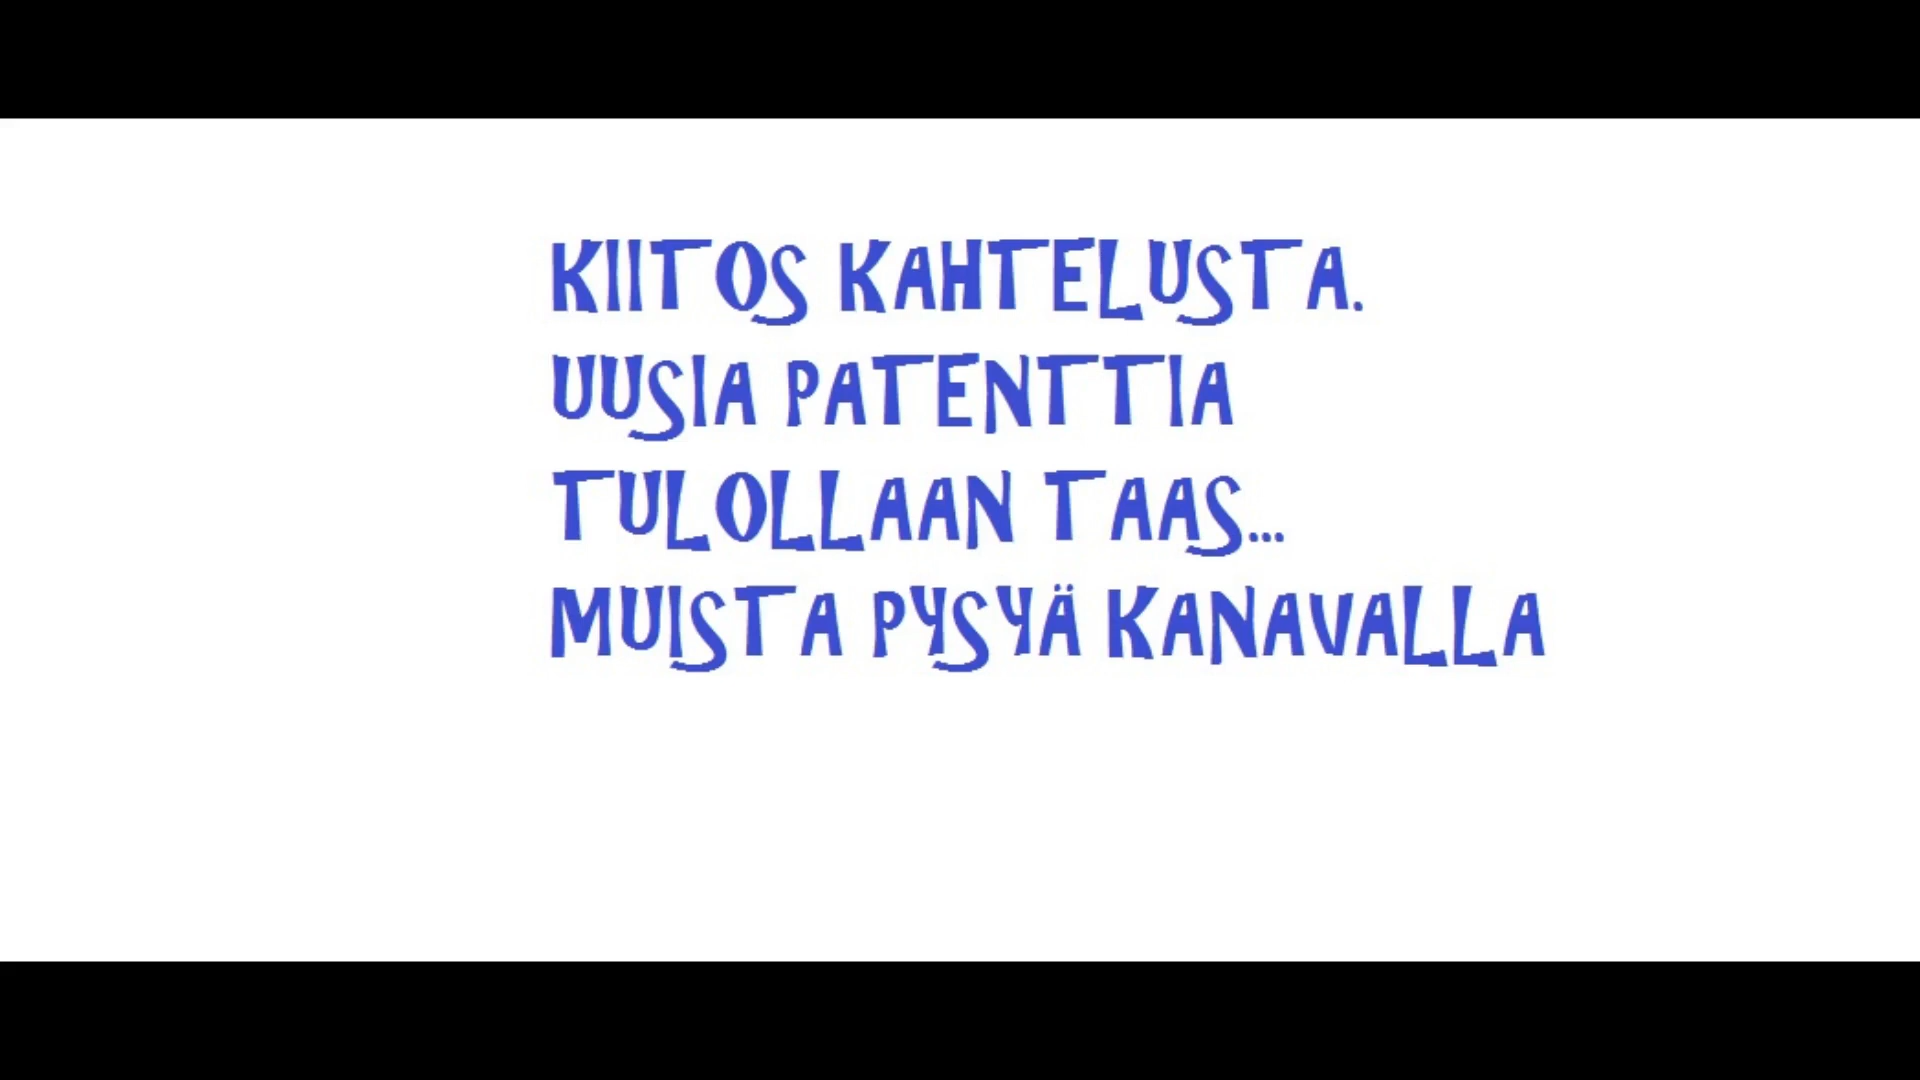 KIITOS KAHTELUSTA.
UUSIA PATENTTIA
TULOLLAAN TAAS...
MUISTA PYSYÄ KANAVALLA